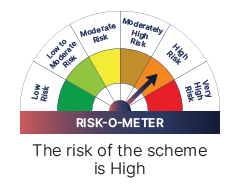 Low
Risk
Low to
Moderate
Risk
Moderate
Risk
Moderately
High
Risk
High
Risk
Very
High
Risk
RISK-O-METER
The risk of the scheme
is High